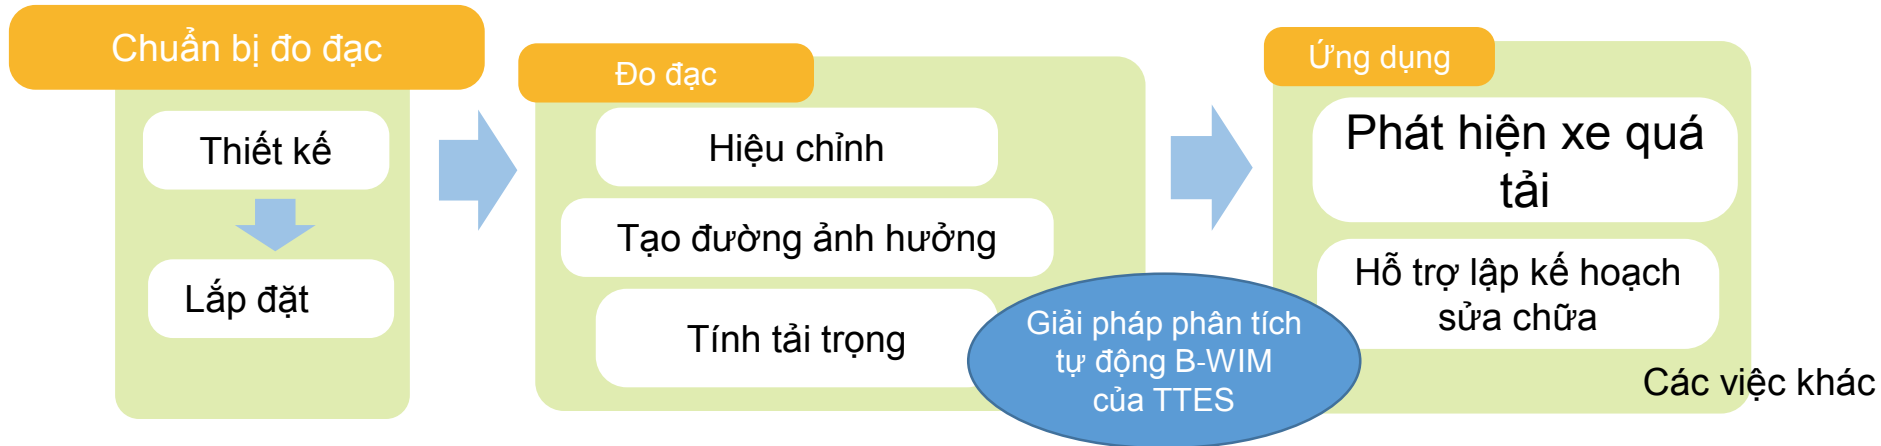 Chuẩn bị đo đạc
Thiết kế
Lắp đặt
Đo đạc
Hiệu chỉnh
Tạo đường ảnh hưởng
Tính tải trọng
Giải pháp phân tích
tự động B-WIM
của TTES
Ứng dụng
Phát hiện xe quá
tải
Hỗ trợ lập kế hoạch
sửa chữa
Các việc khác